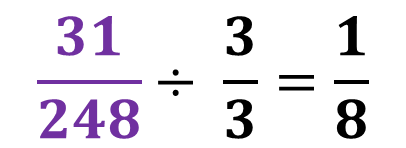 31/248 ÷ 3/3 = 1/8